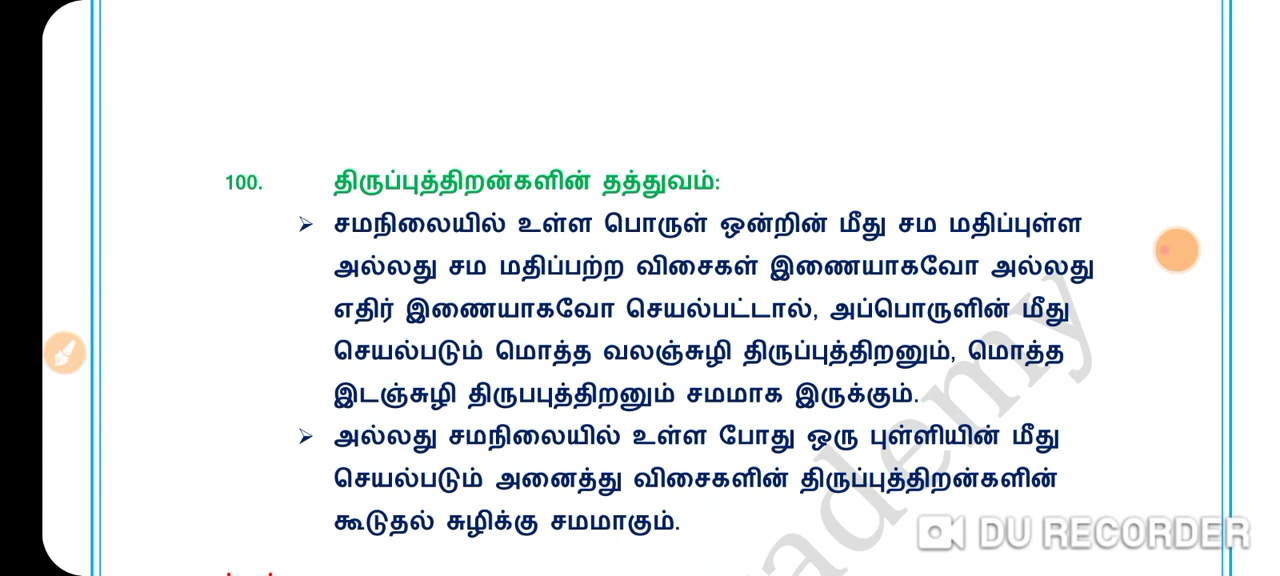 100. திருப்புத்திறன்களின் தத்துவம்:
➢ சமநிலையில் உள்ள பொருள் ஒன்றின் மீது சம மதிப்புள்ள
அல்லது சம மதிப்பற்ற விசைகள் இணையாகவோ அல்லது
எதிர் இணையாகவோ செயல்பட்டால், அப்பொருளின் மீது
செயல்படும் மொத்த வலஞ்சுழி திருப்புத்திறனும், மொத்த
இடஞ்சுழி திருபபுத்திறனும் சமமாக இருக்கும்.
➢ அல்லது சமநிலையில் உள்ள போது ஒரு புள்ளியின் மீது
செயல்படும் அனைத்து விசைகளின் திருப்புத்திறன்களின்
கூடுதல் சுழிக்கு சமமாகும்.
DU RECORDER